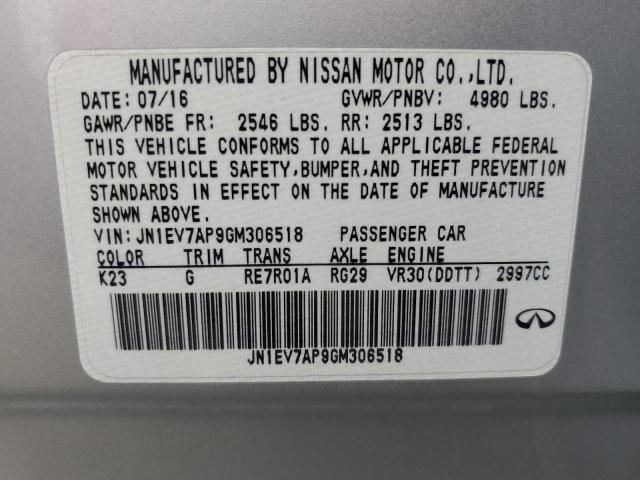 MANUFACTURED BY NISSAN MOTOR CO.,LTD.
DATE: 07/16 GVWR/PNBV: 4980 LBS.
GAWR/PNBE FR: 2546 LBS. RR: 2513 LBS.
THIS VEHICLE CONFORMS TO ALL APPLICABLE FEDERAL
MOTOR VEHICLE SAFETY,BUMPER,AND THEFT PREVENTION
STANDARDS IN EFFECT ON THE DATE OF MANUFACTURE
SHOWN ABOVE.
VIN:JN1EV7AP9GM306518 PASSENGER CAR
COLOR TRIM TRANS AXLE ENGINE
K23 G RE7R01A RG29 VR30(DDTT) 2997CC
JN1EV7AP9GM306518